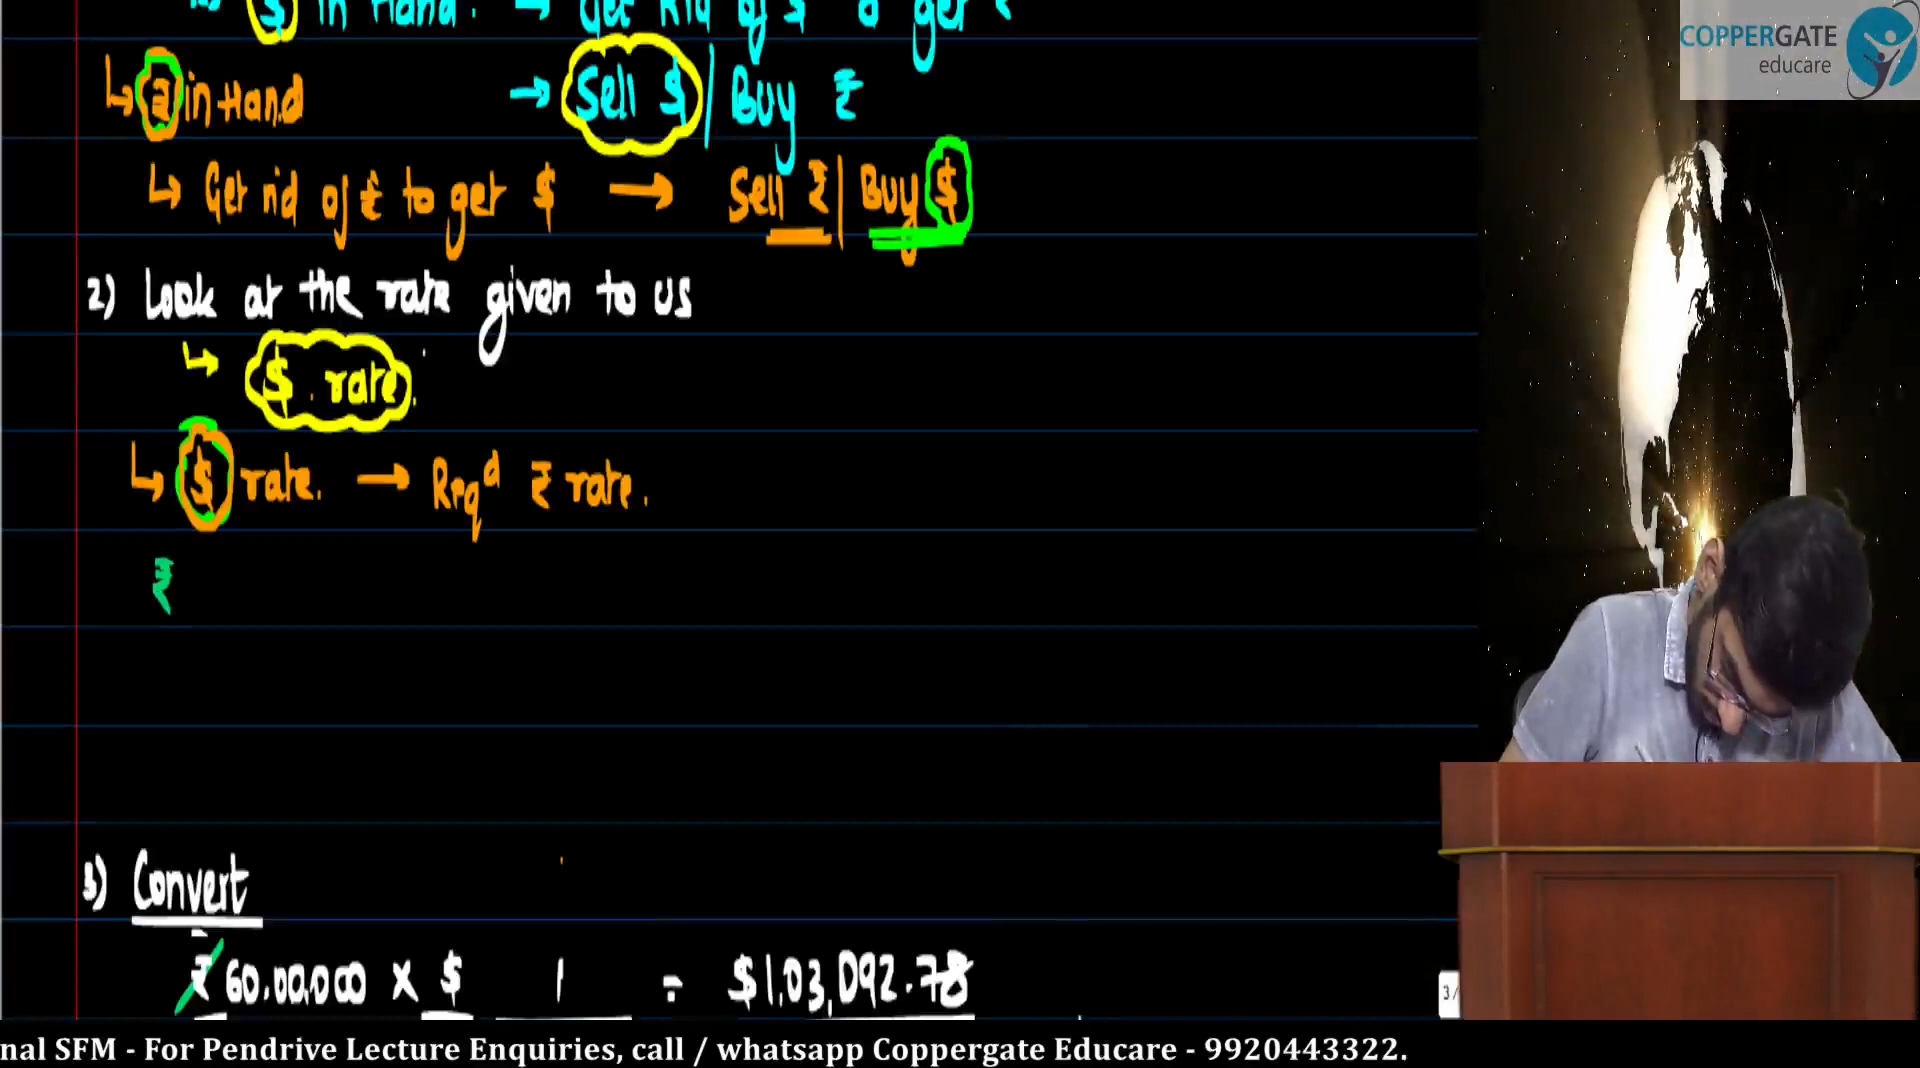 $ in Hand. → Get Rid of $ to get ₹
COPPERGATE
educare
↳ ₹ in Hand → Sell $ | Buy ₹
↳ Get rid of ₹ to get $ → Sell ₹ | Buy $
2) Look at the rate given to us
↳ $ rate.
↳ $ rate. → Reqd ₹ rate.
₹
3) Convert
₹ 60,00,000 × $ 1 = $1,03,092.78
3/
nal SFM - For Pendrive Lecture Enquiries, call / whatsapp Coppergate Educare - 9920443322.